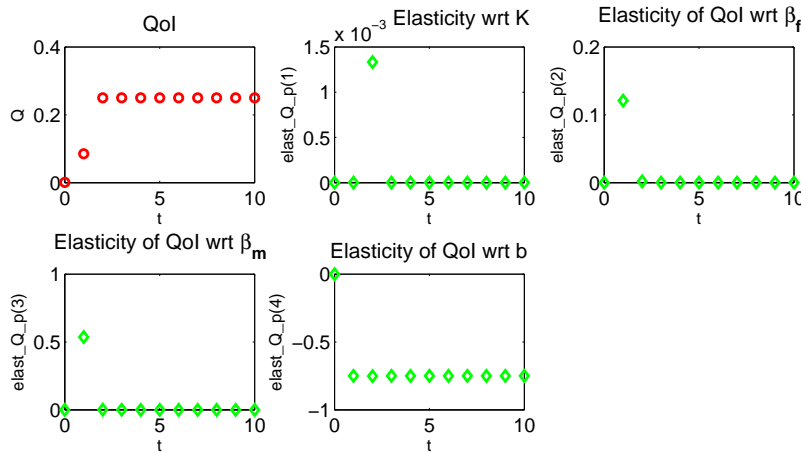 QoI
0.4
0.2
0
Q
0 5 10
t
Elasticity wrt K
× 10⁻³
1.5
1
0.5
0
elast_Q_p(1)
0 5 10
t
Elasticity of QoI wrt β_f
0.2
0.1
0
elast_Q_p(2)
0 5 10
t
Elasticity of QoI wrt β_m
1
0.5
0
elast_Q_p(3)
0 5 10
t
Elasticity of QoI wrt b
0
−0.5
−1
elast_Q_p(4)
0 5 10
t